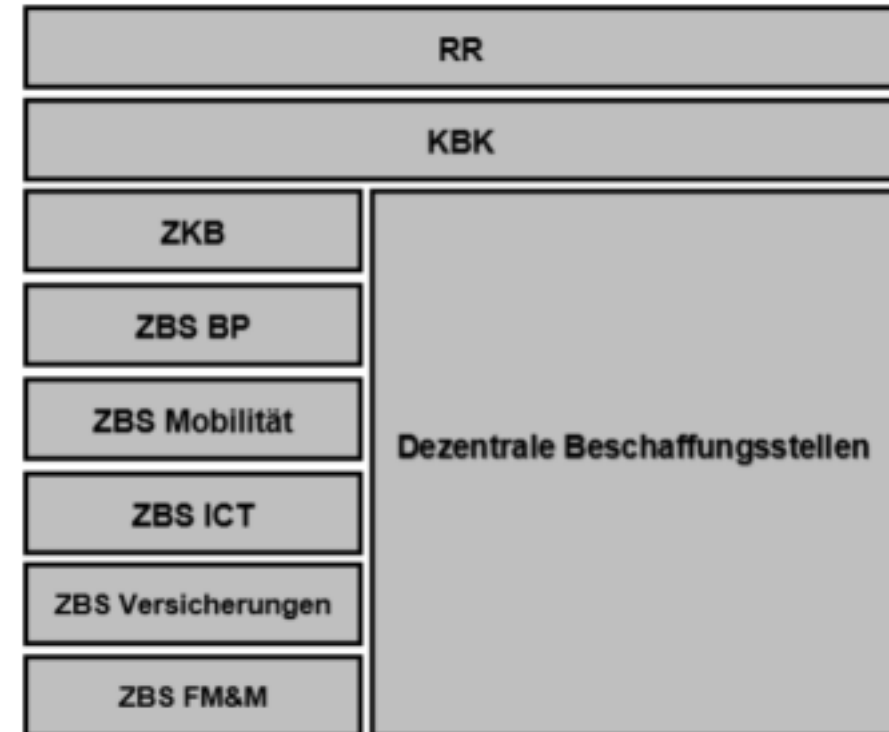 RR
KBK
ZKB
ZBS BP
ZBS Mobilität
ZBS ICT
ZBS Versicherungen
ZBS FM&M
Dezentrale Beschaffungsstellen